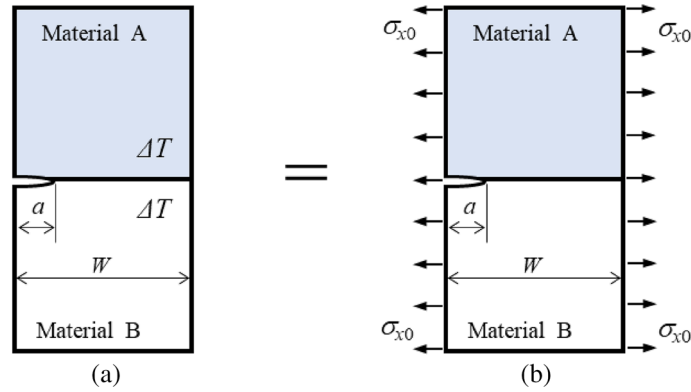 Material A
ΔT
ΔT
a
W
Material B
(a)
=
σx0
Material A
σx0
a
W
σx0
Material B
σx0
(b)